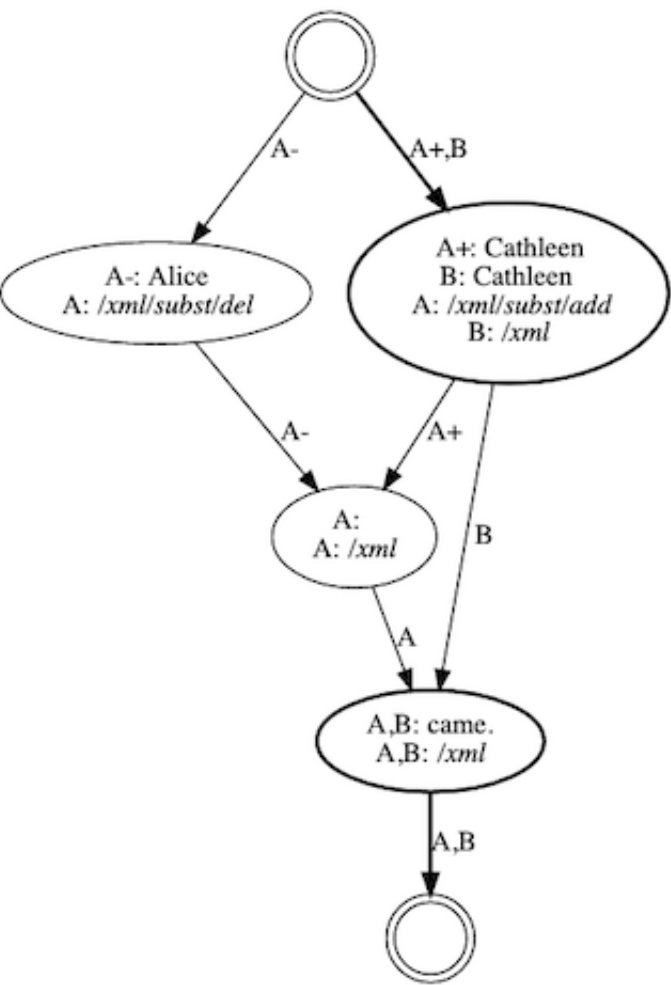 A-
A+,B
A-: Alice
A: /xml/subst/del
A+: Cathleen
B: Cathleen
A: /xml/subst/add
B: /xml
A-
A+
B
A:
A: /xml
A
A,B: came.
A,B: /xml
A,B